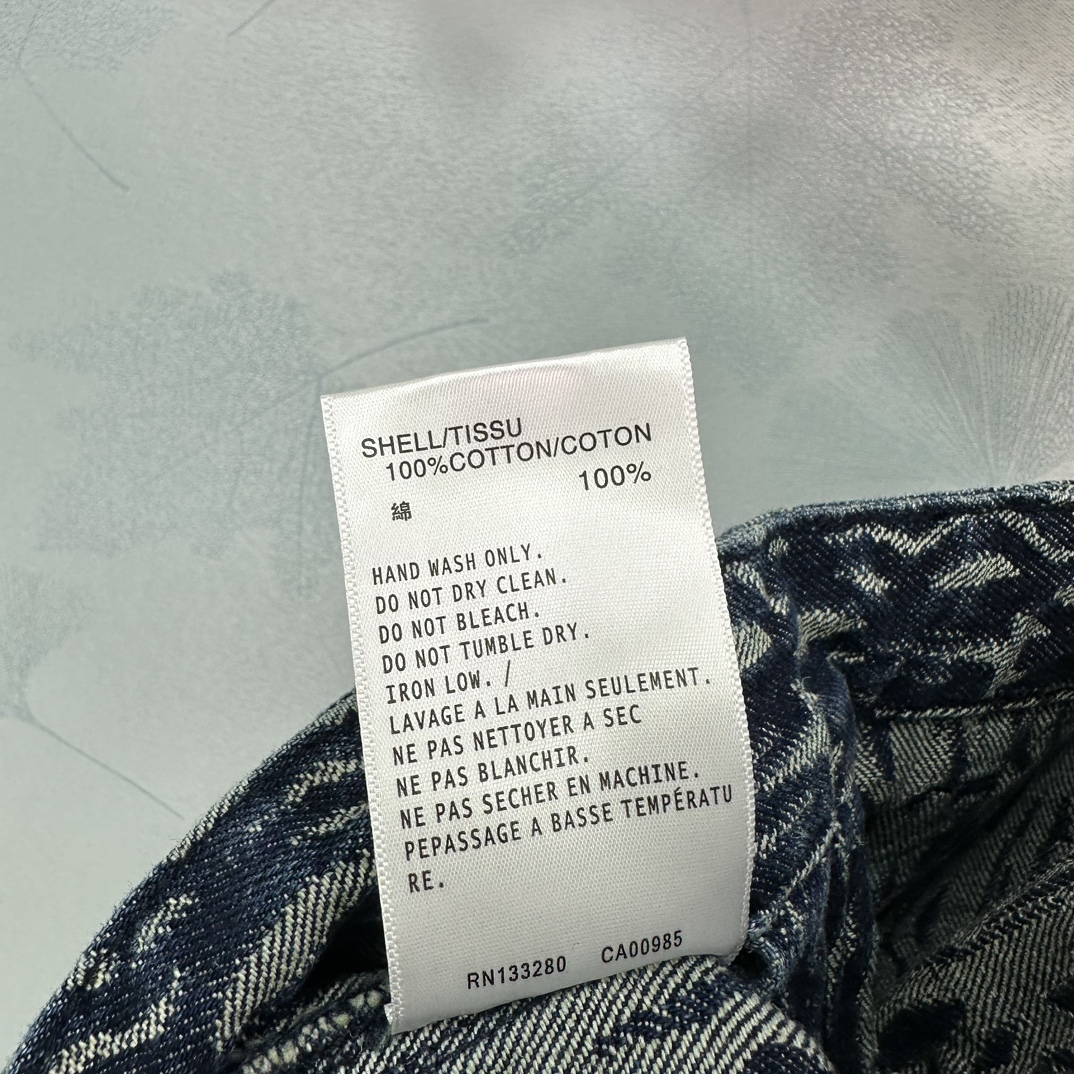 SHELL/TISSU
100%COTTON/COTON
100%
綿
HAND WASH ONLY.
DO NOT DRY CLEAN.
DO NOT BLEACH.
DO NOT TUMBLE DRY.
IRON LOW. /
LAVAGE A LA MAIN SEULEMENT.
NE PAS NETTOYER A SEC
NE PAS BLANCHIR.
NE PAS SECHER EN MACHINE.
PEPASSAGE A BASSE TEMPÉRATU
RE.
RN133280 CA00985